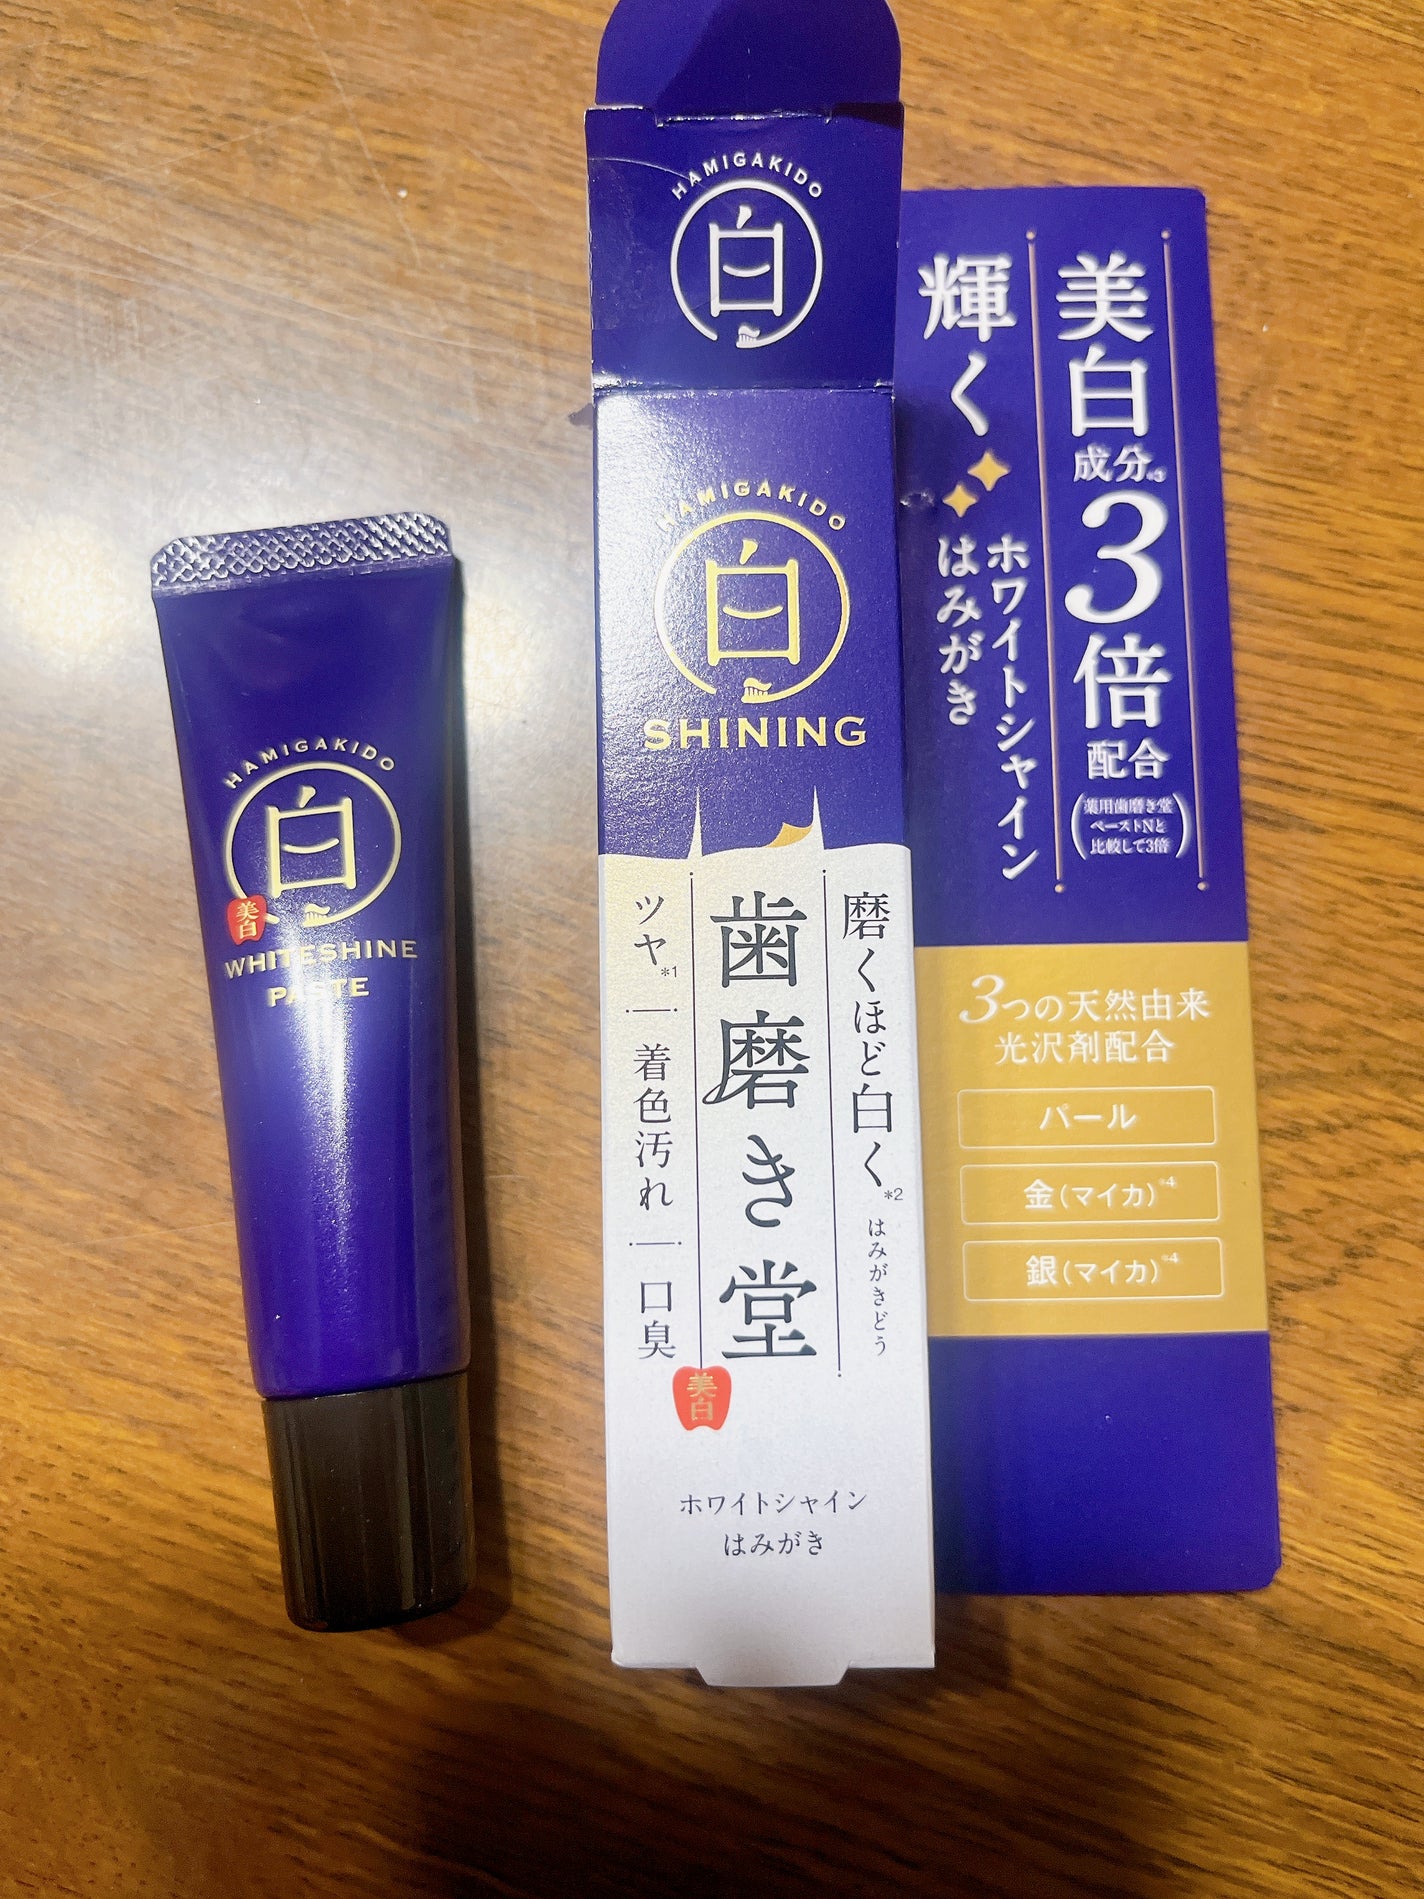 HAMIGAKIDO
白
美白
WHITESHINE
PASTE
HAMIGAKIDO
白
HAMIGAKIDO
白
SHINING
磨くほど白く*2
はみがきどう
歯磨き堂
ツヤ*1
着色汚れ
口臭
美白
ホワイトシャイン
はみがき
美白成分*3 3倍配合
(薬用歯磨き堂
ペーストNと
比較して3倍)
輝く
ホワイトシャイン
はみがき
3つの天然由来
光沢剤配合
パール
金(マイカ)*4
銀(マイカ)*4